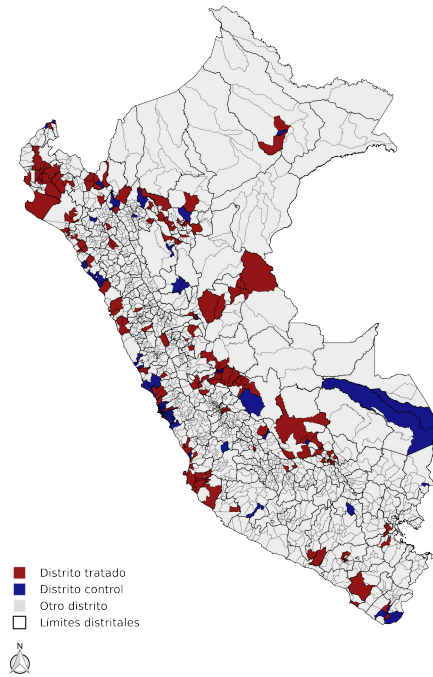 Distrito tratado
Distrito control
Otro distrito
Límites distritales
N